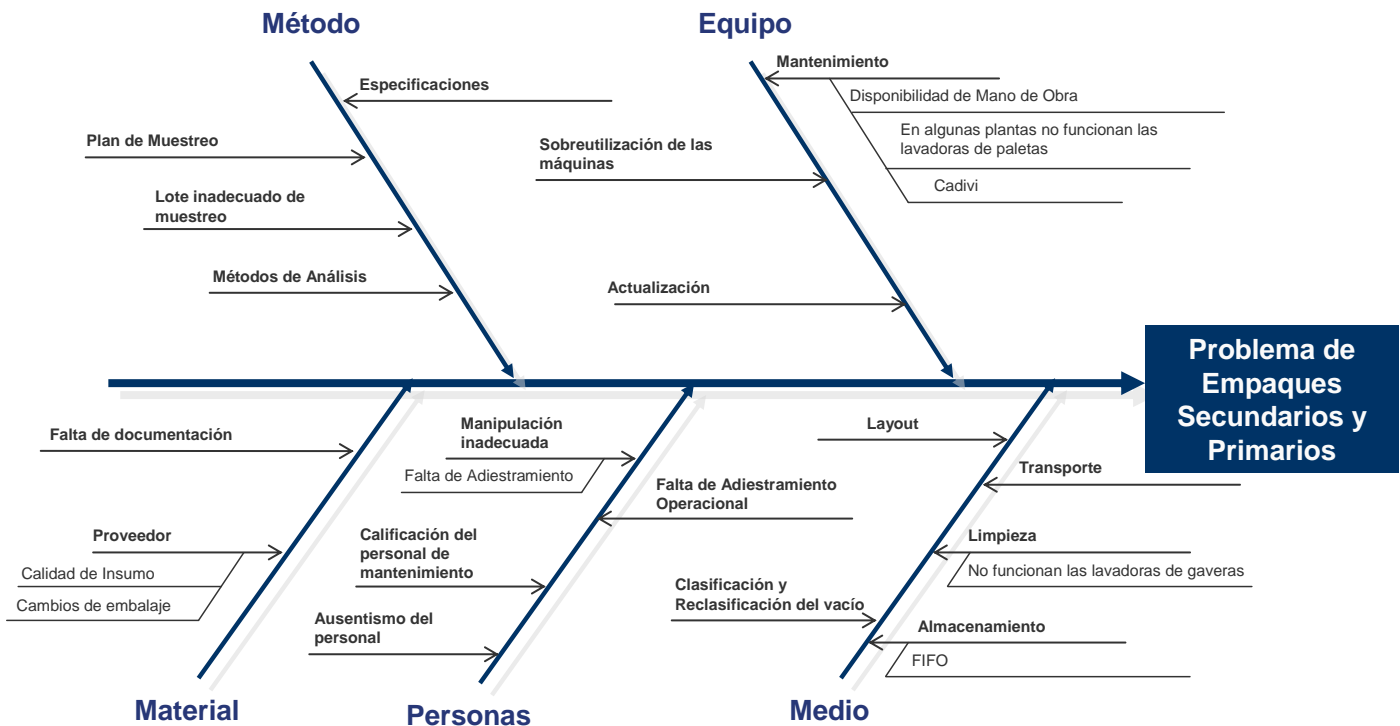 Método
Equipo
Especificaciones
Plan de Muestreo
Lote inadecuado de
muestreo
Métodos de Análisis
Mantenimiento
Disponibilidad de Mano de Obra
En algunas plantas no funcionan las
lavadoras de paletas
Cadivi
Sobreutilización de las
máquinas
Actualización
Problema de
Empaques
Secundarios y
Primarios
Falta de documentación
Proveedor
Calidad de Insumo
Cambios de embalaje
Manipulación
inadecuada
Falta de Adiestramiento
Falta de Adiestramiento
Operacional
Calificación del
personal de
mantenimiento
Ausentismo del
personal
Layout
Transporte
Limpieza
No funcionan las lavadoras de gaveras
Clasificación y
Reclasificación del vacío
Almacenamiento
FIFO
Material
Personas
Medio